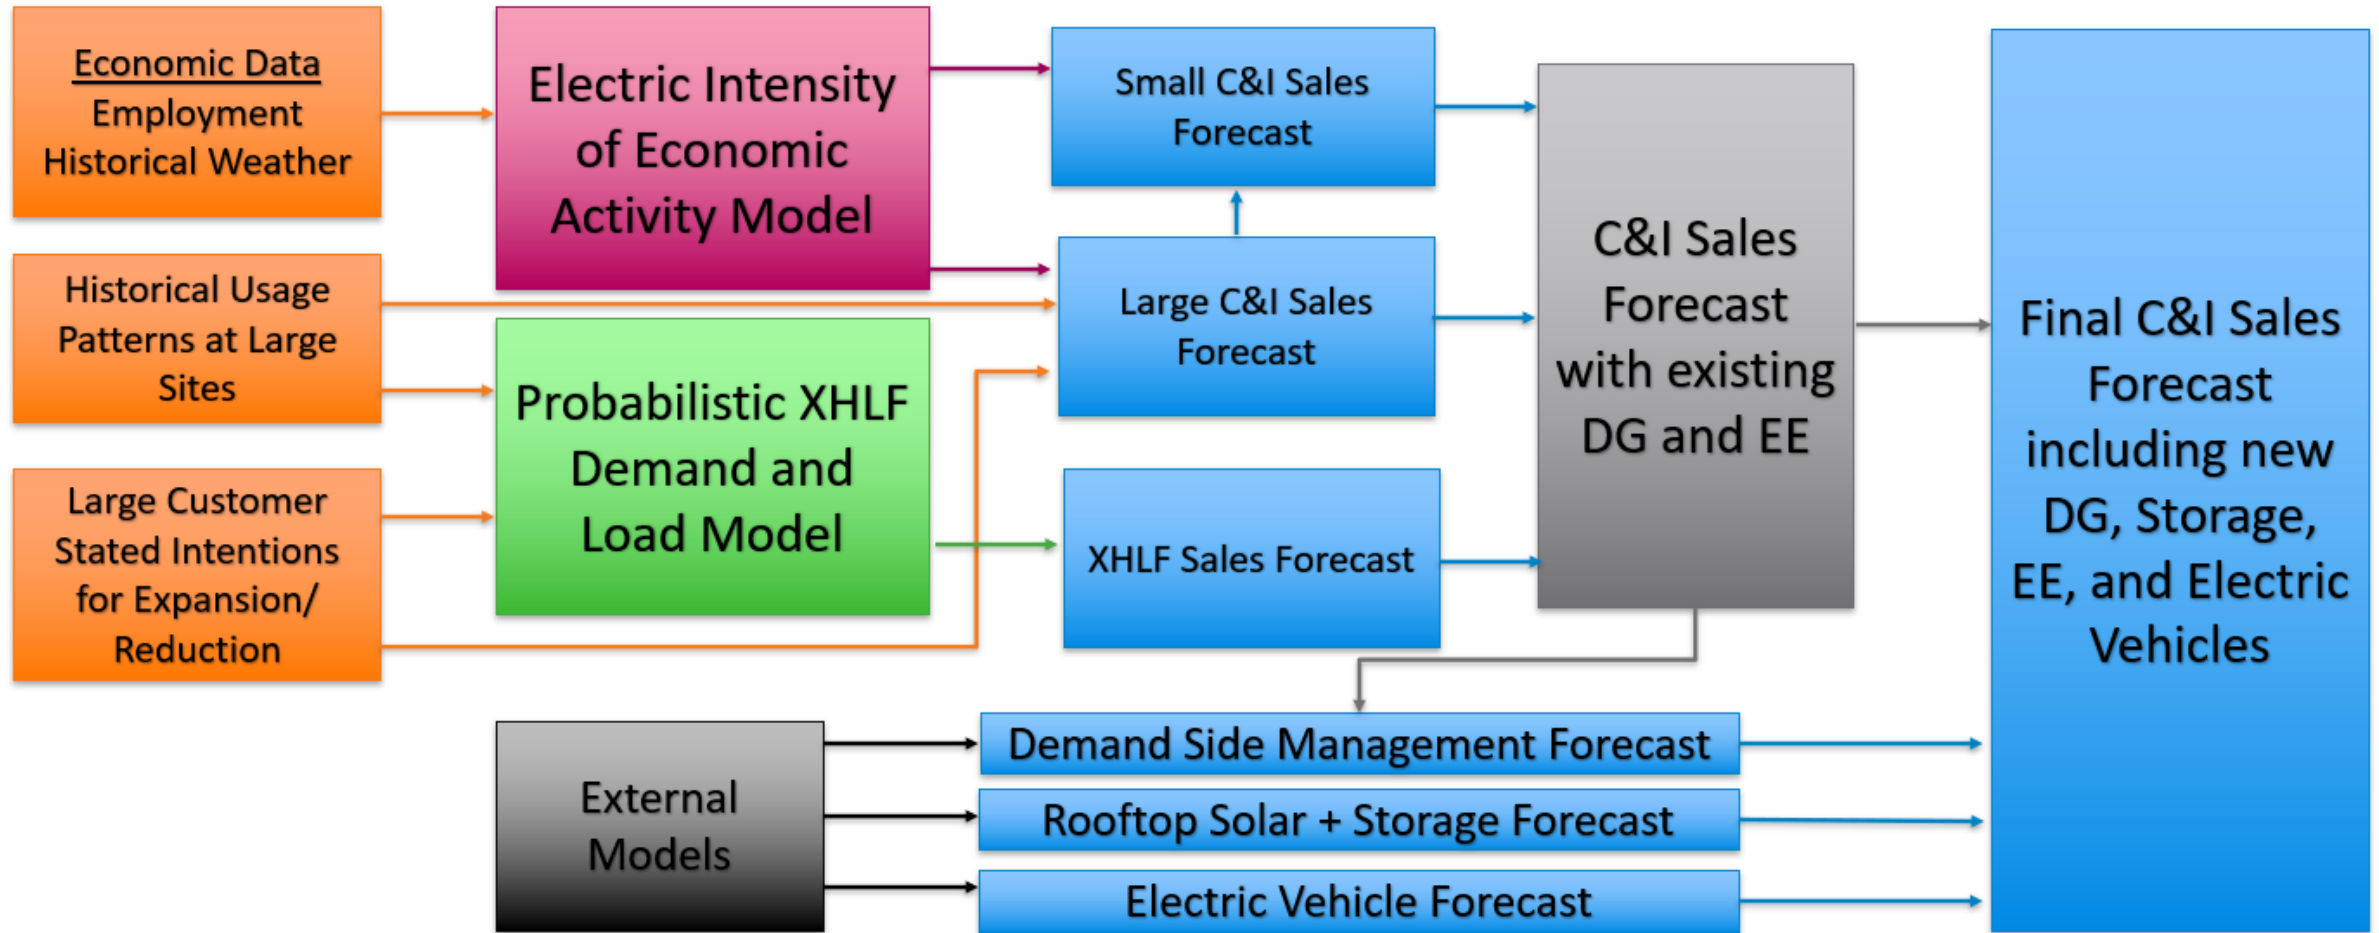 Economic Data
Employment
Historical Weather
Electric Intensity
of Economic
Activity Model
Small C&I Sales
Forecast
Historical Usage
Patterns at Large
Sites
Large C&I Sales
Forecast
C&I Sales
Forecast
with existing
DG and EE
Final C&I Sales
Forecast
including new
DG, Storage,
EE, and Electric
Vehicles
Probabilistic XHLF
Demand and
Load Model
Large Customer
Stated Intentions
for Expansion/
Reduction
XHLF Sales Forecast
External
Models
Demand Side Management Forecast
Rooftop Solar + Storage Forecast
Electric Vehicle Forecast